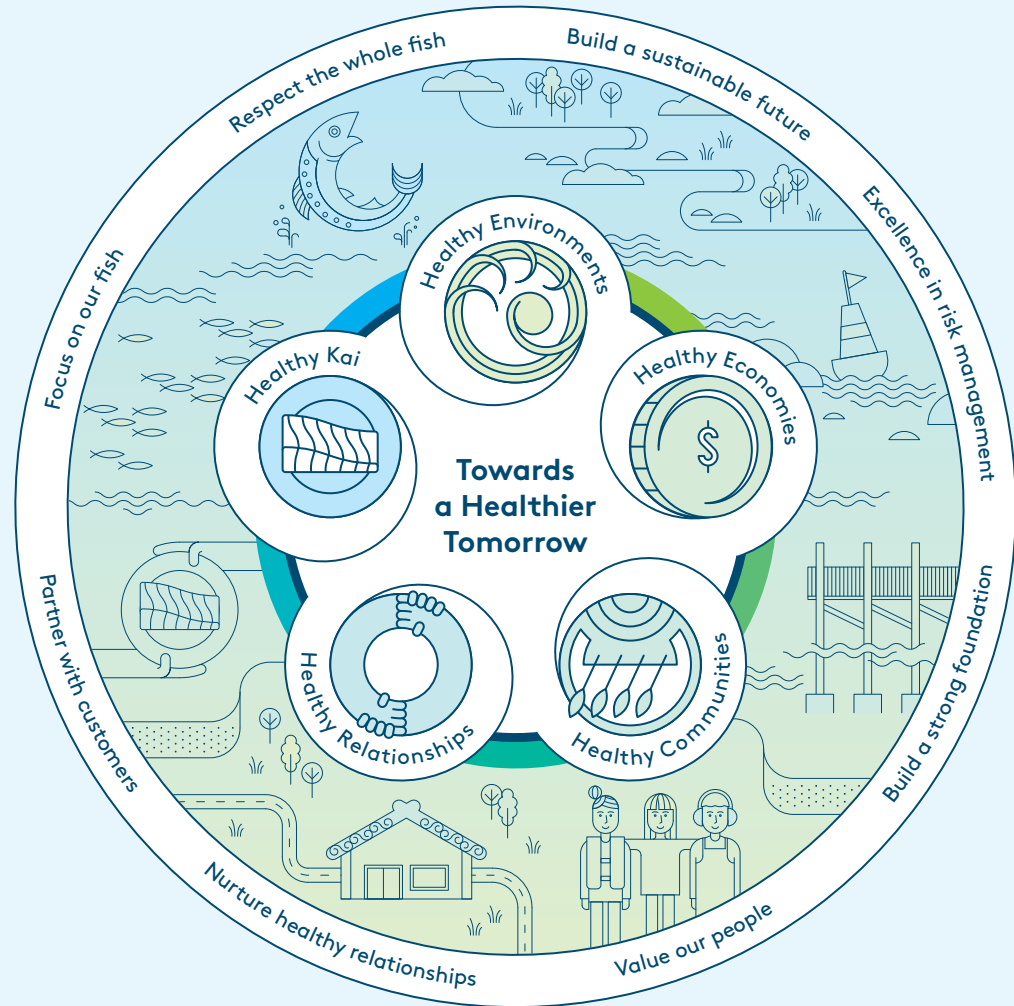 Respect the whole fish
Build a sustainable future
Excellence in risk management
Build a strong foundation
Value our people
Nurture healthy relationships
Partner with customers
Focus on our fish
Healthy Environments
Healthy Economies
Healthy Communities
Healthy Relationships
Healthy Kai
Towards
a Healthier
Tomorrow
$